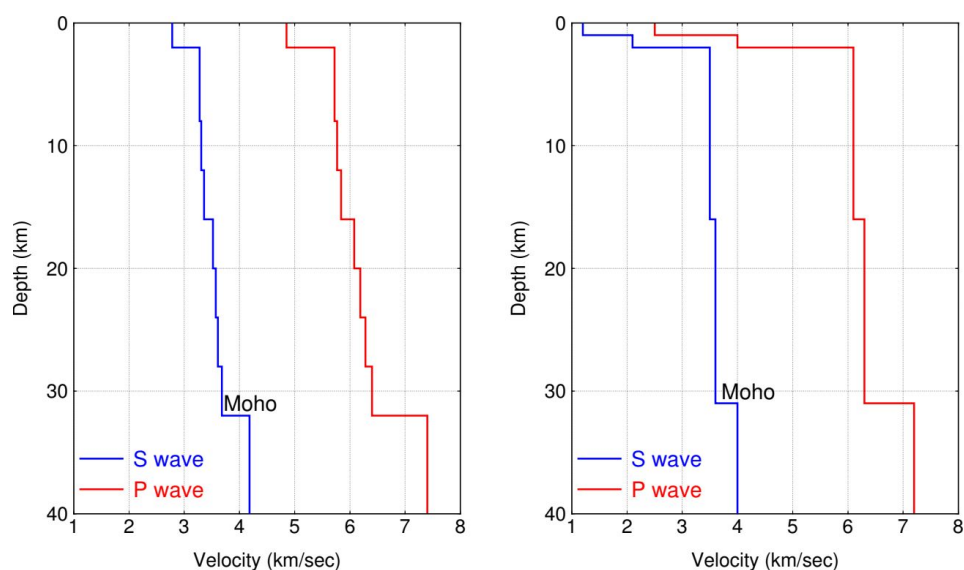 0
10
20
30
40
Depth (km)
1 2 3 4 5 6 7 8
Velocity (km/sec)
Moho
S wave
P wave
0
10
20
30
40
Depth (km)
1 2 3 4 5 6 7 8
Velocity (km/sec)
Moho
S wave
P wave